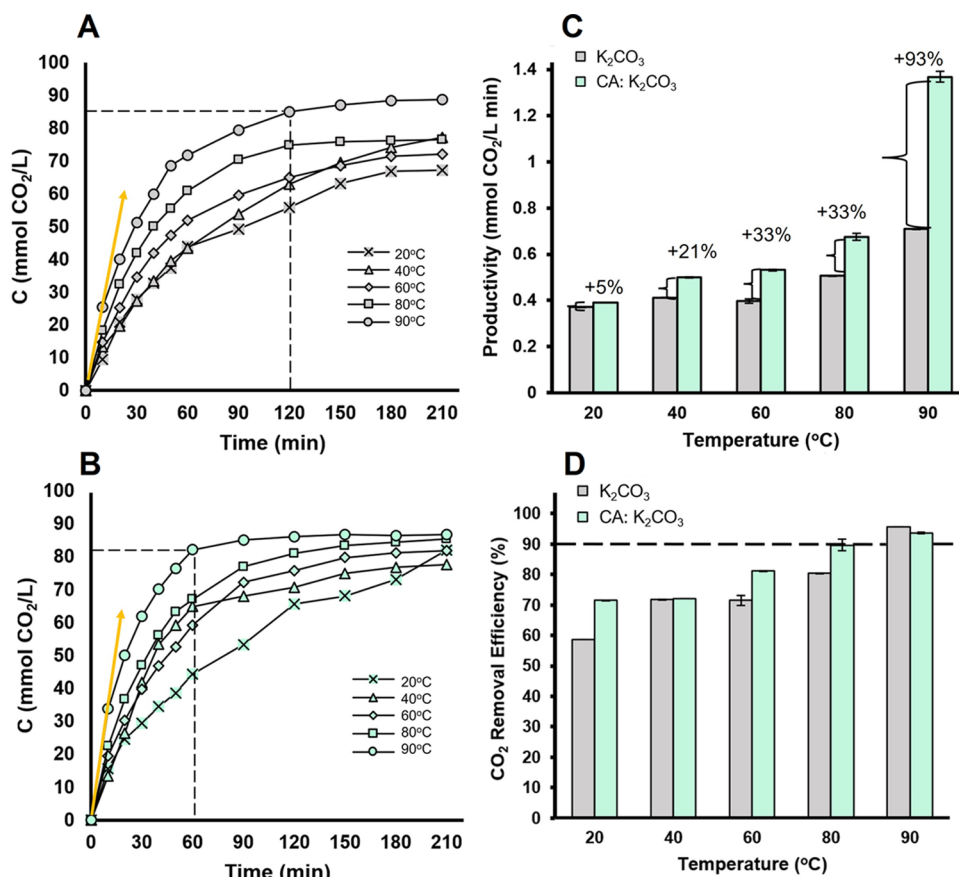 A
C (mmol CO₂/L)
100
90
80
70
60
50
40
30
20
10
0
0 30 60 90 120 150 180 210
Time (min)
20°C
40°C
60°C
80°C
90°C
B
C (mmol CO₂/L)
100
90
80
70
60
50
40
30
20
10
0
0 30 60 90 120 150 180 210
Time (min)
20°C
40°C
60°C
80°C
90°C
C
K₂CO₃
CA: K₂CO₃
Productivity (mmol CO₂/L min)
1.4
1.2
1
0.8
0.6
0.4
0.2
0
+5%
+21%
+33%
+33%
+93%
20 40 60 80 90
Temperature (°C)
D
K₂CO₃
CA: K₂CO₃
CO₂ Removal Efficiency (%)
100
90
80
70
60
50
40
30
20
10
0
20 40 60 80 90
Temperature (°C)